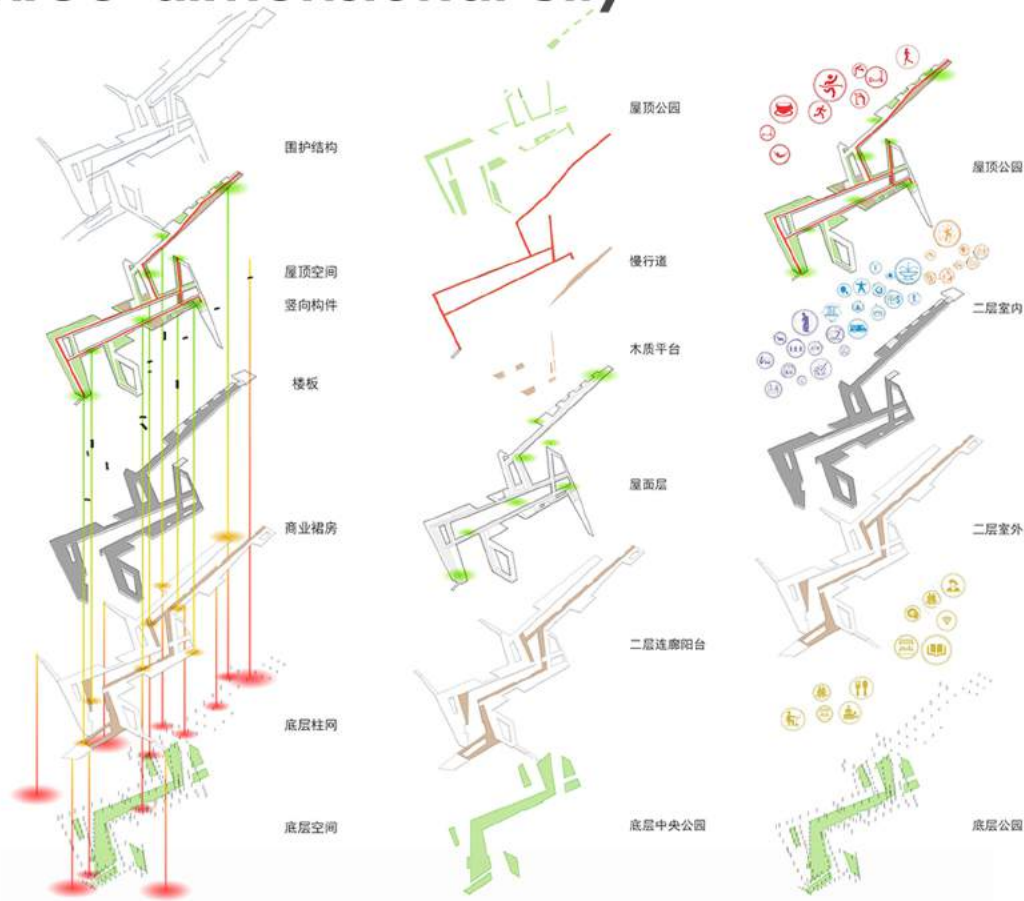 围护结构
屋顶空间
竖向构件
楼板
商业裙房
底层柱网
底层空间
屋顶公园
慢行道
木质平台
屋面层
二层连廊阳台
底层中央公园
屋顶公园
二层室内
二层室外
底层公园